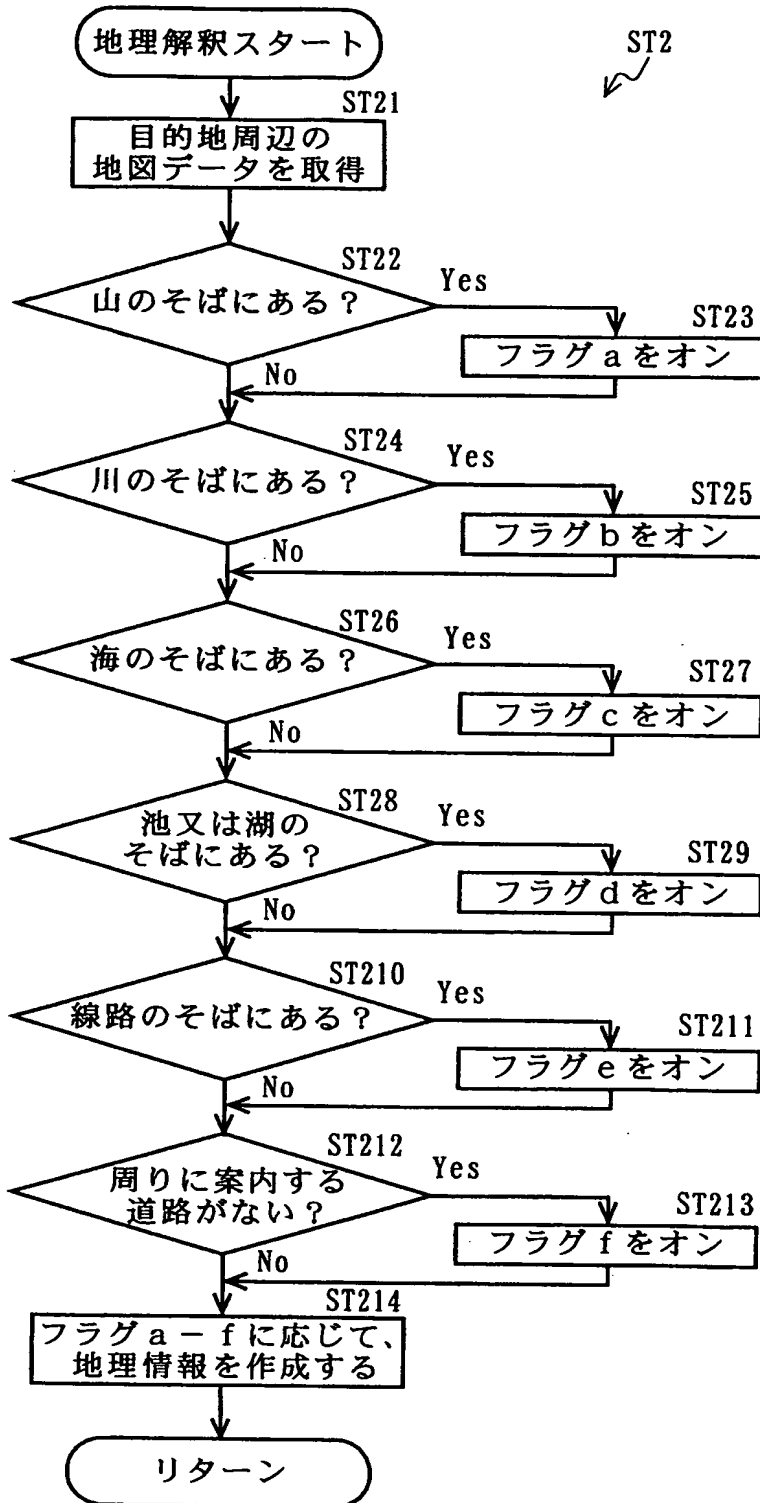 地理解釈スタート
ST2
ST21
目的地周辺の
地図データを取得
ST22
山のそばにある？
Yes
ST23
フラグaをオン
No
ST24
川のそばにある？
Yes
ST25
フラグbをオン
No
ST26
海のそばにある？
Yes
ST27
フラグcをオン
No
ST28
池又は湖の
そばにある？
Yes
ST29
フラグdをオン
No
ST210
線路のそばにある？
Yes
ST211
フラグeをオン
No
ST212
周りに案内する
道路がない？
Yes
ST213
フラグfをオン
No
ST214
フラグa－fに応じて、
地理情報を作成する
リターン